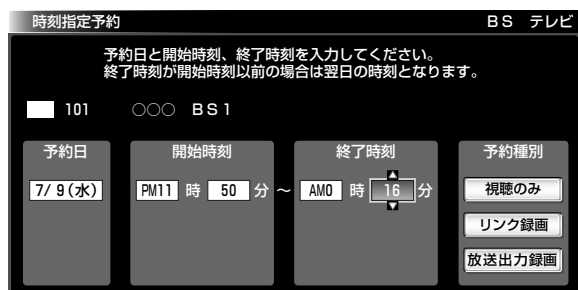 時刻指定予約 BS テレビ
予約日と開始時刻、終了時刻を入力してください。
終了時刻が開始時刻以前の場合は翌日の時刻となります。
101 ○○○ BS1
予約日 開始時刻 終了時刻 予約種別
7/ 9(水) PM11 時 50 分 ～ AM0 時 16 分
視聴のみ
リンク録画
放送出力録画